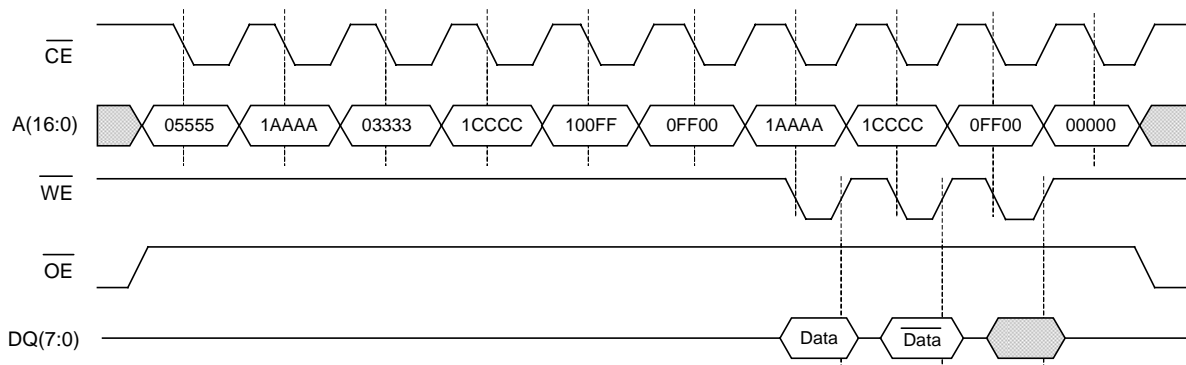 CE
A(16:0) 05555 1AAAA 03333 1CCCC 100FF 0FF00 1AAAA 1CCCC 0FF00 00000
WE
OE
DQ(7:0) Data Data